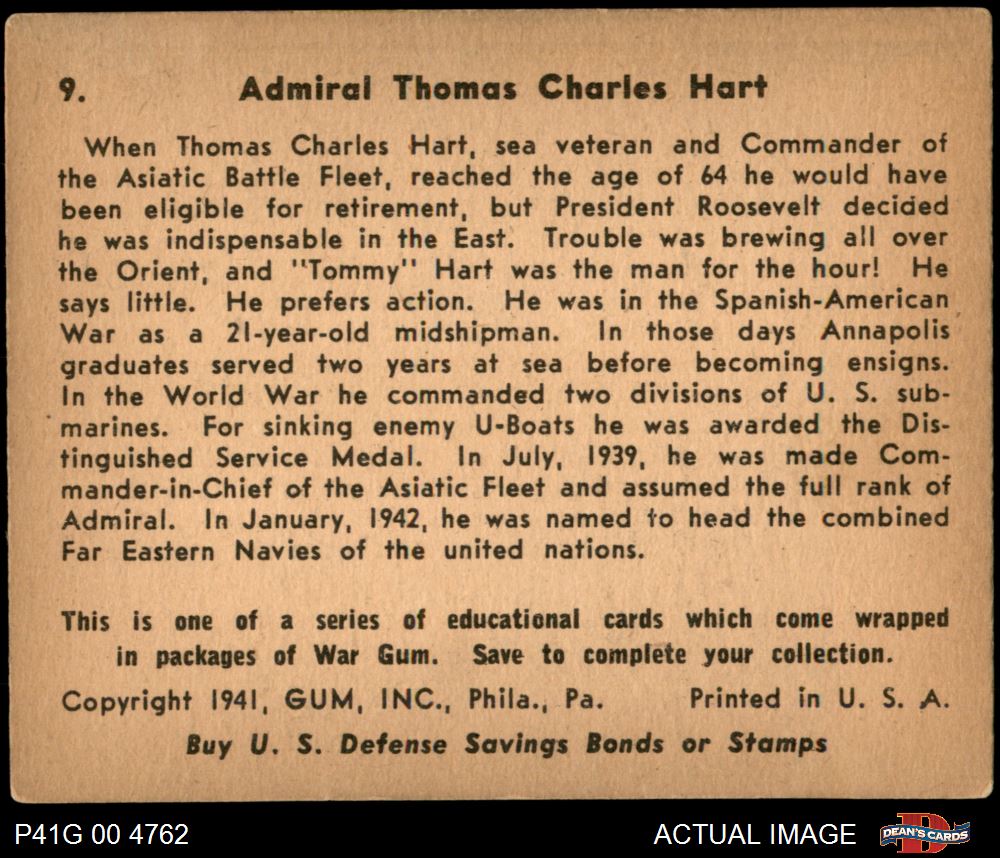 9. Admiral Thomas Charles Hart
When Thomas Charles Hart, sea veteran and Commander of
the Asiatic Battle Fleet, reached the age of 64 he would have
been eligible for retirement, but President Roosevelt decided
he was indispensable in the East. Trouble was brewing all over
the Orient, and "Tommy" Hart was the man for the hour! He
says little. He prefers action. He was in the Spanish-American
War as a 21-year-old midshipman. In those days Annapolis
graduates served two years at sea before becoming ensigns.
In the World War he commanded two divisions of U. S. sub-
marines. For sinking enemy U-Boats he was awarded the Dis-
tinguished Service Medal. In July, 1939, he was made Com-
mander-in-Chief of the Asiatic Fleet and assumed the full rank of
Admiral. In January, 1942, he was named to head the combined
Far Eastern Navies of the united nations.
This is one of a series of educational cards which come wrapped
in packages of War Gum. Save to complete your collection.
Copyright 1941, GUM, INC., Phila., Pa. Printed in U. S. A.
Buy U. S. Defense Savings Bonds or Stamps
P41G 00 4762 ACTUAL IMAGE DEAN'S CARDS